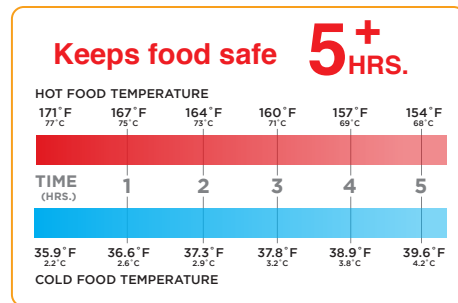 Keeps food safe 5+ HRS.
HOT FOOD TEMPERATURE
171°F 167°F 164°F 160°F 157°F 154°F
77°C 75°C 73°C 71°C 69°C 68°C
TIME 1 2 3 4 5
(HRS.)
35.9°F 36.6°F 37.3°F 37.8°F 38.9°F 39.6°F
2.2°C 2.6°C 2.9°C 3.2°C 3.8°C 4.2°C
COLD FOOD TEMPERATURE